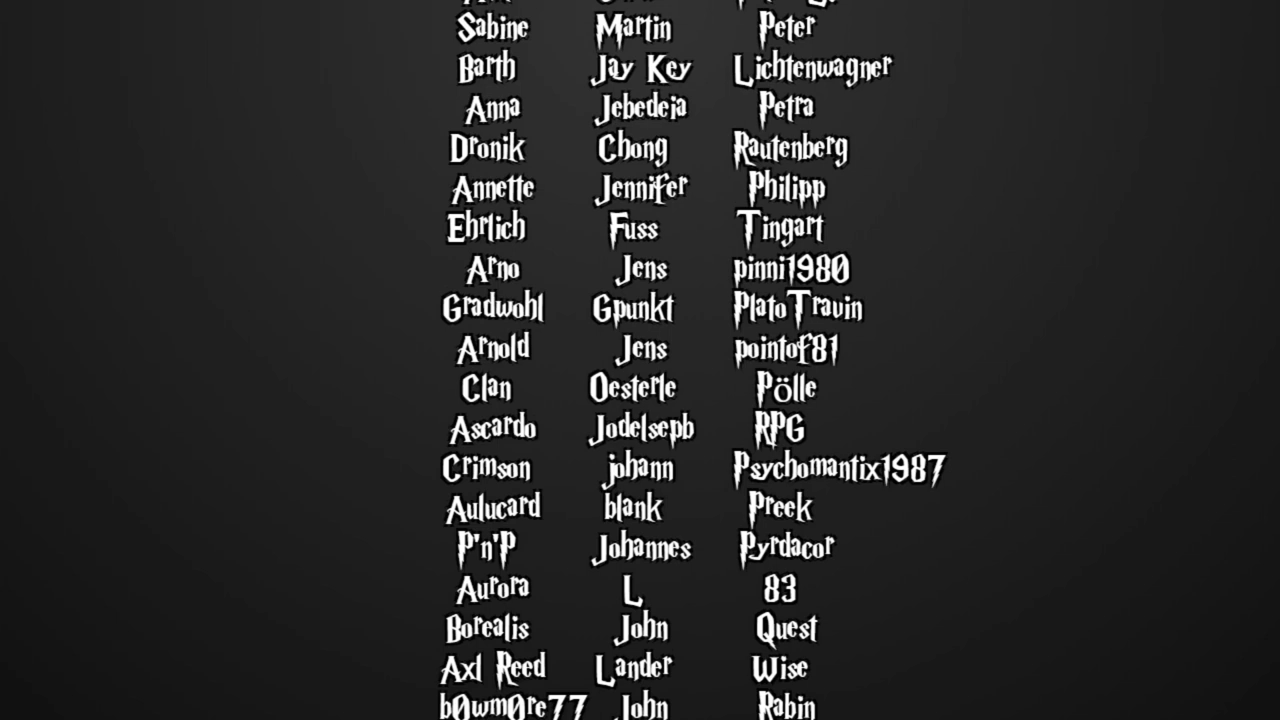 Sabine Martin Peter
Barth Jay Key Lichtenwagner
Anna Jebedeia Petra
Dronik Chong Rautenberg
Annette Jennifer Philipp
Ehrlich Fuss Tingart
Arno Jens pinni1980
Gradwohl Gpunkt PlatoTravin
Arnold Jens pointof81
Clan Oesterle Pölle
Ascardo Jodelsepb RPG
Crimson johann Psychomantix1987
Aulucard blank Preek
P'n'P Johannes Pyrdacor
Aurora L 83
Borealis John Quest
Axl Reed Lander Wise
b0wm0re77 John Rabin